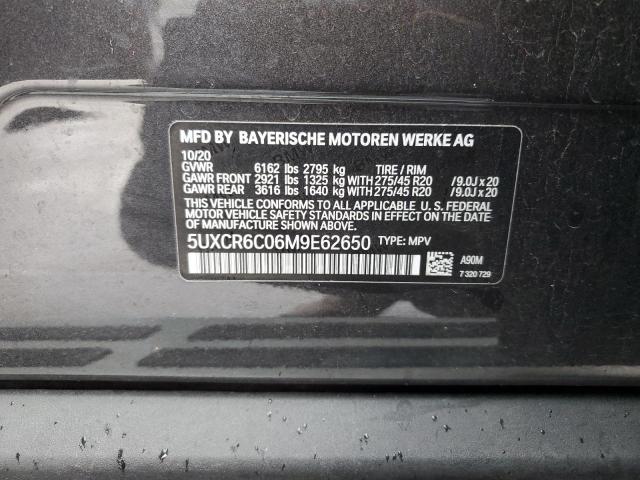 MFD BY BAYERISCHE MOTOREN WERKE AG
10/20
GVWR 6162 lbs 2795 kg TIRE / RIM
GAWR FRONT 2921 lbs 1325 kg WITH 275/45 R20 /9.0J x 20
GAWR REAR 3616 lbs 1640 kg WITH 275/45 R20 /9.0J x 20
THIS VEHICLE CONFORMS TO ALL APPLICABLE U. S. FEDERAL
MOTOR VEHICLE SAFETY STANDARDS IN EFFECT ON THE DATE
OF MANUFACTURE SHOWN ABOVE.
5UXCR6C06M9E62650 TYPE: MPV
A90M
7 320 729